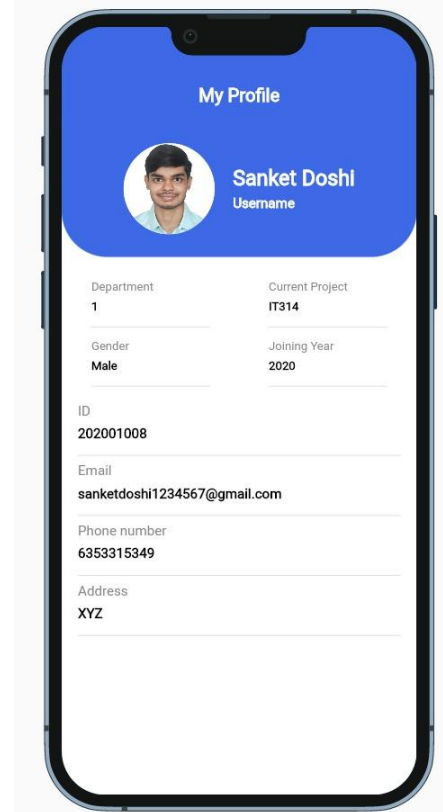 My Profile
Sanket Doshi
Username
Department Current Project
1 IT314
Gender Joining Year
Male 2020
ID
202001008
Email
sanketdoshi1234567@gmail.com
Phone number
6353315349
Address
XYZ